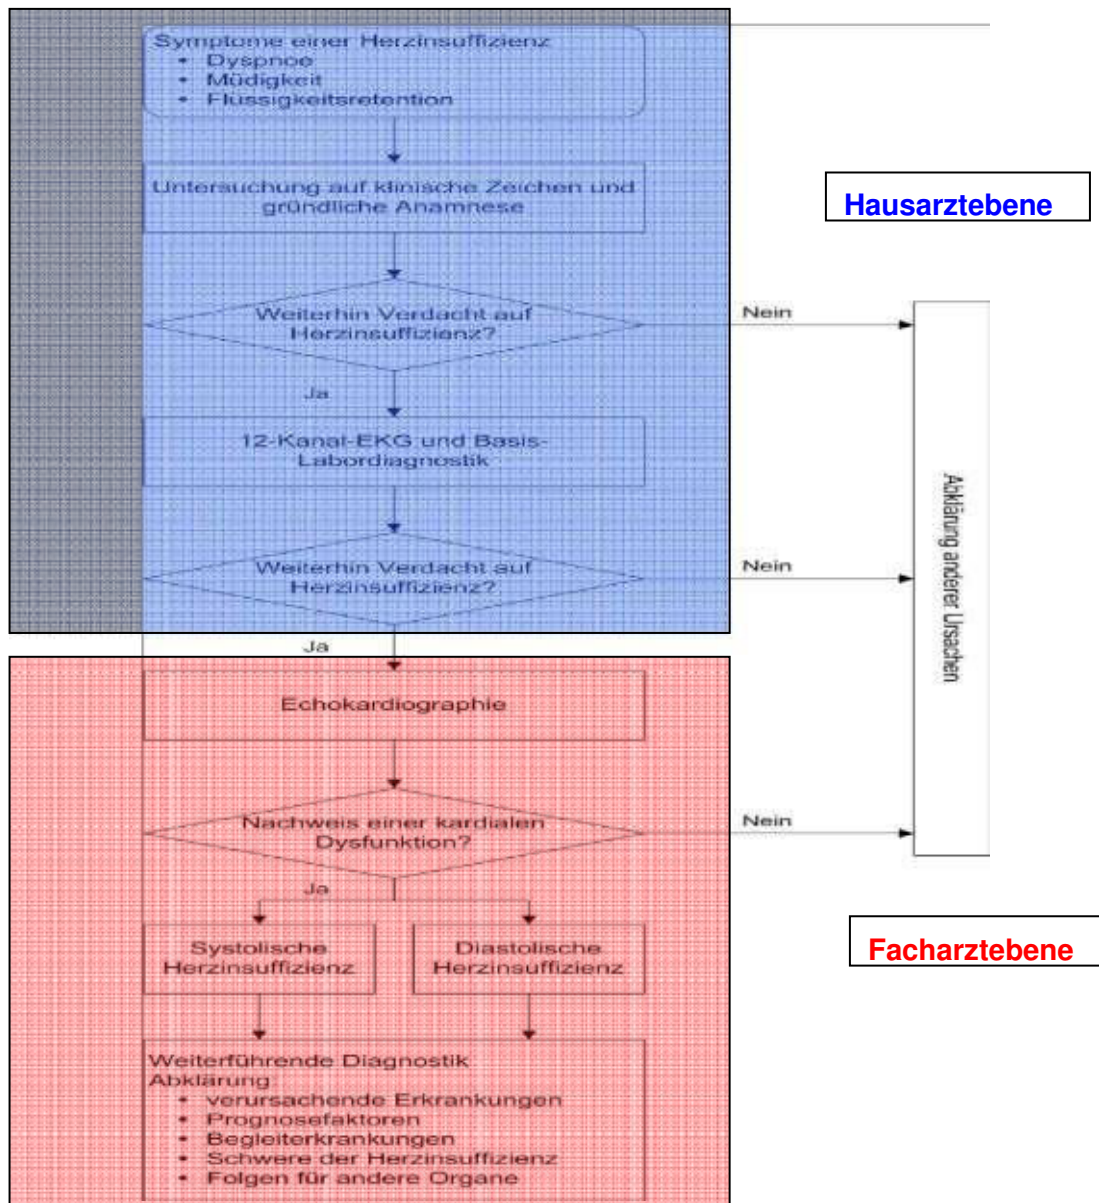 Symptome einer Herzinsuffizienz
• Dyspnoe
• Müdigkeit
• Flüssigkeitsretention
Untersuchung auf klinische Zeichen und
gründliche Anamnese
Hausarztebene
Weiterhin Verdacht auf
Herzinsuffizienz?
Nein
Ja
12-Kanal-EKG und Basis-
Labordiagnostik
Weiterhin Verdacht auf
Herzinsuffizienz?
Nein
Abklärung anderer Ursachen
Ja
Echokardiographie
Nachweis einer kardialen
Dysfunktion?
Nein
Ja
Systolische
Herzinsuffizienz
Diastolische
Herzinsuffizienz
Facharztebene
Weiterführende Diagnostik
Abklärung:
• verursachende Erkrankungen
• Prognosefaktoren
• Begleiterkrankungen
• Schwere der Herzinsuffizienz
• Folgen für andere Organe